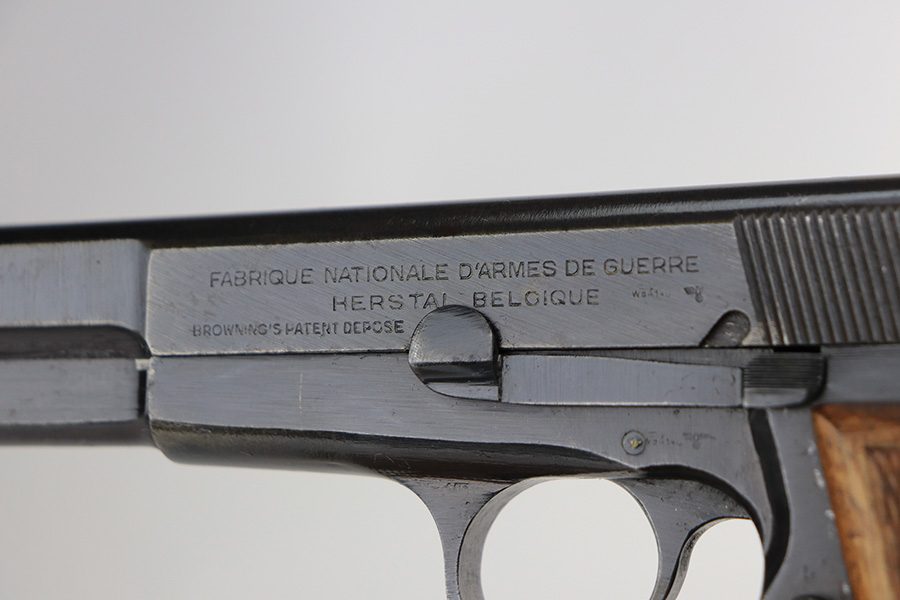 FABRIQUE NATIONALE D'ARMES DE GUERRE
HERSTAL BELGIQUE
BROWNING'S PATENT DEPOSE